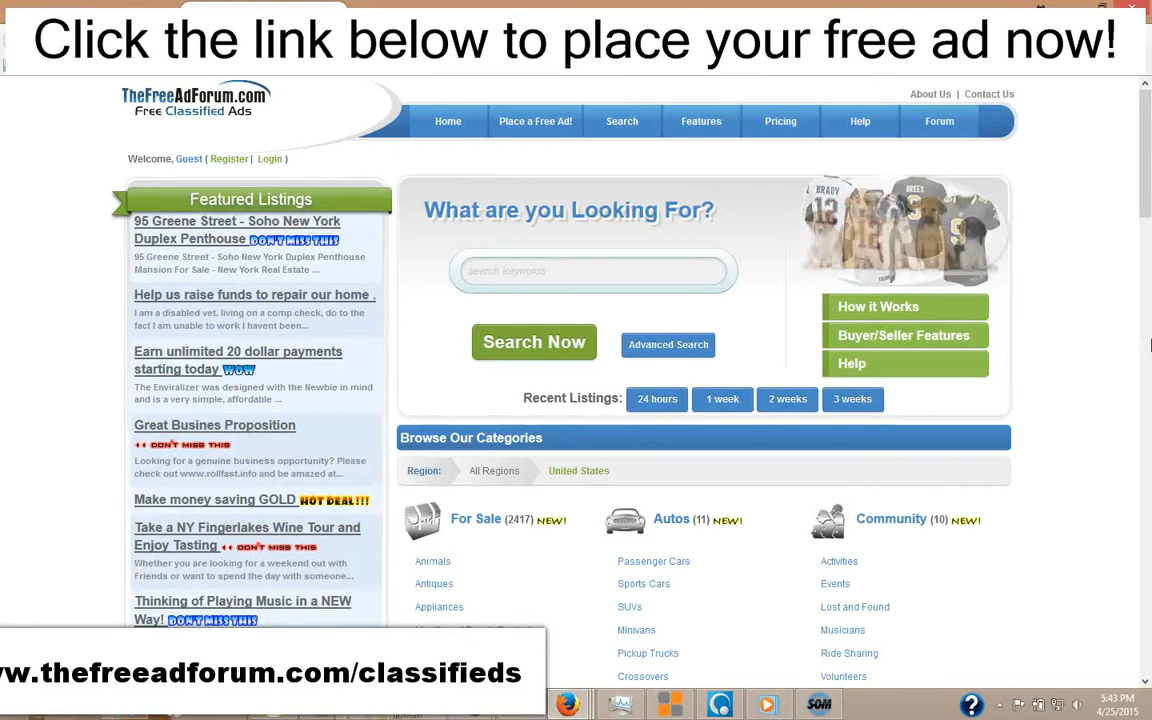 Click the link below to place your free ad now!
TheFreeAdForum.com
Free Classified Ads
About Us | Contact Us
Home Place a Free Ad! Search Features Pricing Help Forum
Welcome, Guest ( Register | Login )
Featured Listings
95 Greene Street - Soho New York
Duplex Penthouse DON'T MISS THIS
95 Greene Street - Soho New York Duplex Penthouse
Mansion For Sale - New York Real Estate ...
Help us raise funds to repair our home .
I am a disabled vet. living on a comp check, do to the
fact I am unable to work I havent been...
Earn unlimited 20 dollar payments
starting today WOW
The Enviralizer was designed with the Newbie in mind
and is a very simple, affordable ...
Great Busines Proposition
DON'T MISS THIS
Looking for a genuine business opportunity? Please
check out www.rollfast.info and be amazed at...
Make money saving GOLD HOT DEAL!!!
Take a NY Fingerlakes Wine Tour and
Enjoy Tasting DON'T MISS THIS
Whether you are looking for a weekend out with
Friends or want to spend the day with someone...
Thinking of Playing Music in a NEW
Way! DON'T MISS THIS
What are you Looking For?
search keywords...
Search Now
Advanced Search
BRADY
12
BREES
9
How it Works
Buyer/Seller Features
Help
Recent Listings: 24 hours 1 week 2 weeks 3 weeks
Browse Our Categories
Region: All Regions United States
For Sale (2417) NEW!
Animals
Antiques
Appliances
Autos (11) NEW!
Passenger Cars
Sports Cars
SUVs
Minivans
Pickup Trucks
Crossovers
Community (10) NEW!
Activities
Events
Lost and Found
Musicians
Ride Sharing
Volunteers
w.thefreeadforum.com/classifieds
SOM
?
5:43 PM
4/25/2015